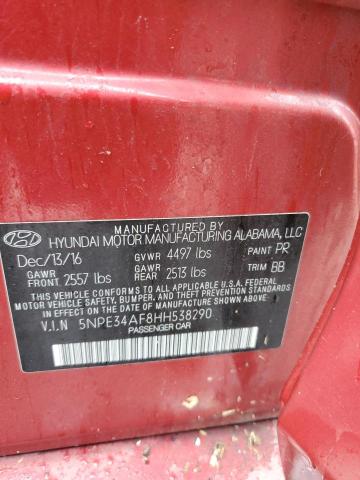 MANUFACTURED BY
HYUNDAI MOTOR MANUFACTURING ALABAMA, LLC
Dec/13/16 GVWR 4497 lbs PAINT PR
GAWR FRONT 2557 lbs GAWR REAR 2513 lbs TRIM BB
THIS VEHICLE CONFORMS TO ALL APPLICABLE U.S.A FEDERAL
MOTOR VEHICLE SAFETY, BUMPER, AND THEFT PREVENTION
STANDARDS IN EFFECT ON THE DATE OF MANUFACTURE SHOWN ABOVE.
V.I.N 5NPE34AF8HH538290
PASSENGER CAR